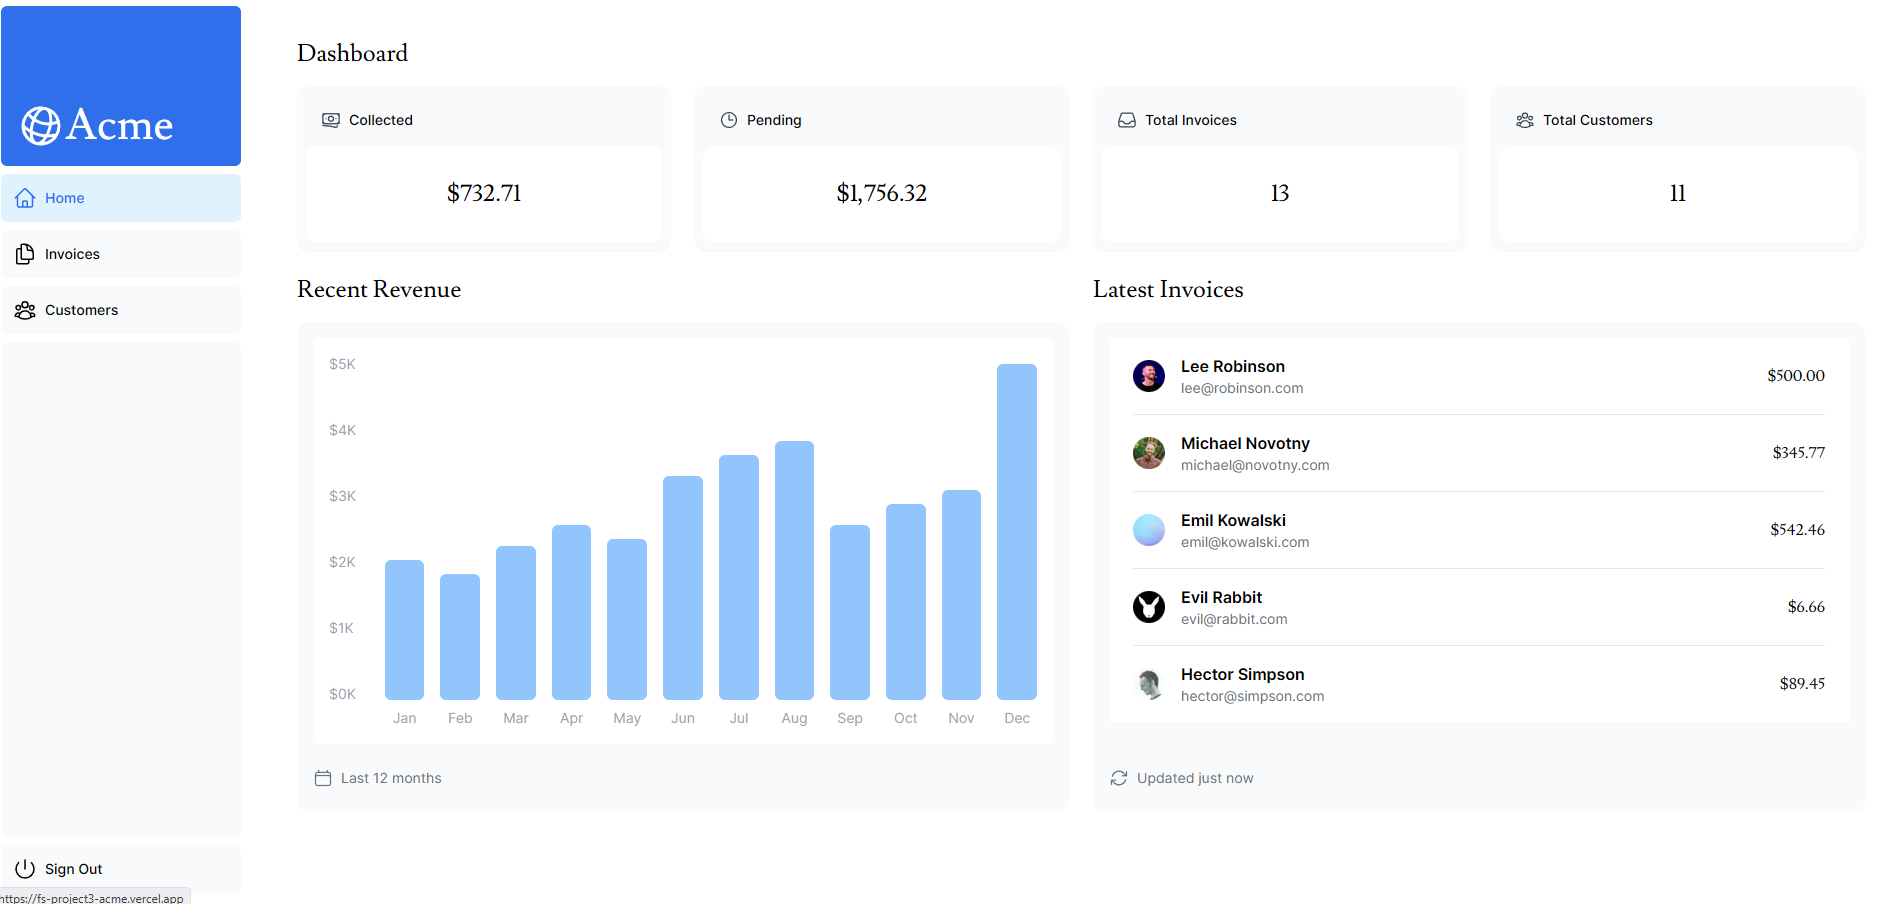 Acme
Home
Invoices
Customers
Sign Out
https://fs-project3-acme.vercel.app
Dashboard
Collected
$732.71
Pending
$1,756.32
Total Invoices
13
Total Customers
11
Recent Revenue
$5K
$4K
$3K
$2K
$1K
$0K
Jan Feb Mar Apr May Jun Jul Aug Sep Oct Nov Dec
Last 12 months
Latest Invoices
Lee Robinson
lee@robinson.com
$500.00
Michael Novotny
michael@novotny.com
$345.77
Emil Kowalski
emil@kowalski.com
$542.46
Evil Rabbit
evil@rabbit.com
$6.66
Hector Simpson
hector@simpson.com
$89.45
Updated just now